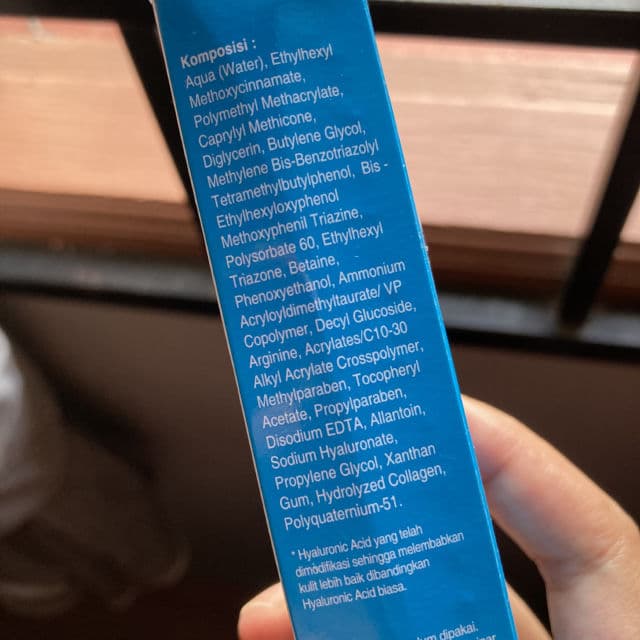 Komposisi :
Aqua (Water), Ethylhexyl
Methoxycinnamate,
Polymethyl Methacrylate,
Caprylyl Methicone,
Diglycerin, Butylene Glycol,
Methylene Bis-Benzotriazolyl
Tetramethylbutylphenol, Bis -
Ethylhexyloxyphenol
Methoxyphenil Triazine,
Polysorbate 60, Ethylhexyl
Triazone, Betaine,
Phenoxyethanol, Ammonium
Acryloyldimethyltaurate/ VP
Copolymer, Decyl Glucoside,
Arginine, Acrylates/C10-30
Alkyl Acrylate Crosspolymer,
Methylparaben, Tocopheryl
Acetate, Propylparaben,
Disodium EDTA, Allantoin,
Sodium Hyaluronate,
Propylene Glycol, Xanthan
Gum, Hydrolyzed Collagen,
Polyquaternium-51.
* Hyaluronic Acid yang telah
dimodifikasi sehingga melembabkan
kulit lebih baik dibandingkan
Hyaluronic Acid biasa.
dipakai.